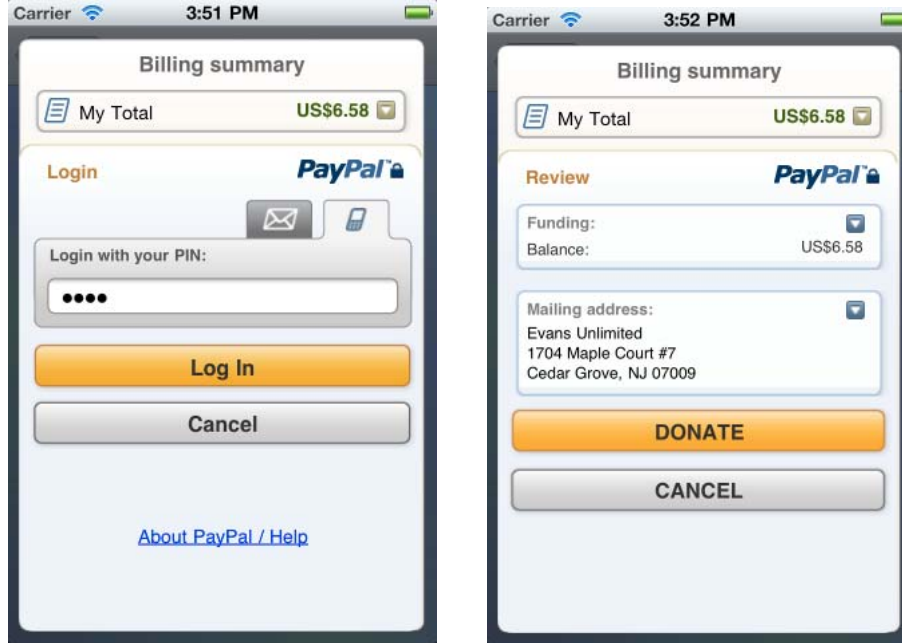 Carrier 3:51 PM
Billing summary
My Total US$6.58
Login PayPal™
Login with your PIN:
••••
Log In
Cancel
About PayPal / Help
Carrier 3:52 PM
Billing summary
My Total US$6.58
Review PayPal™
Funding:
Balance: US$6.58
Mailing address:
Evans Unlimited
1704 Maple Court #7
Cedar Grove, NJ 07009
DONATE
CANCEL